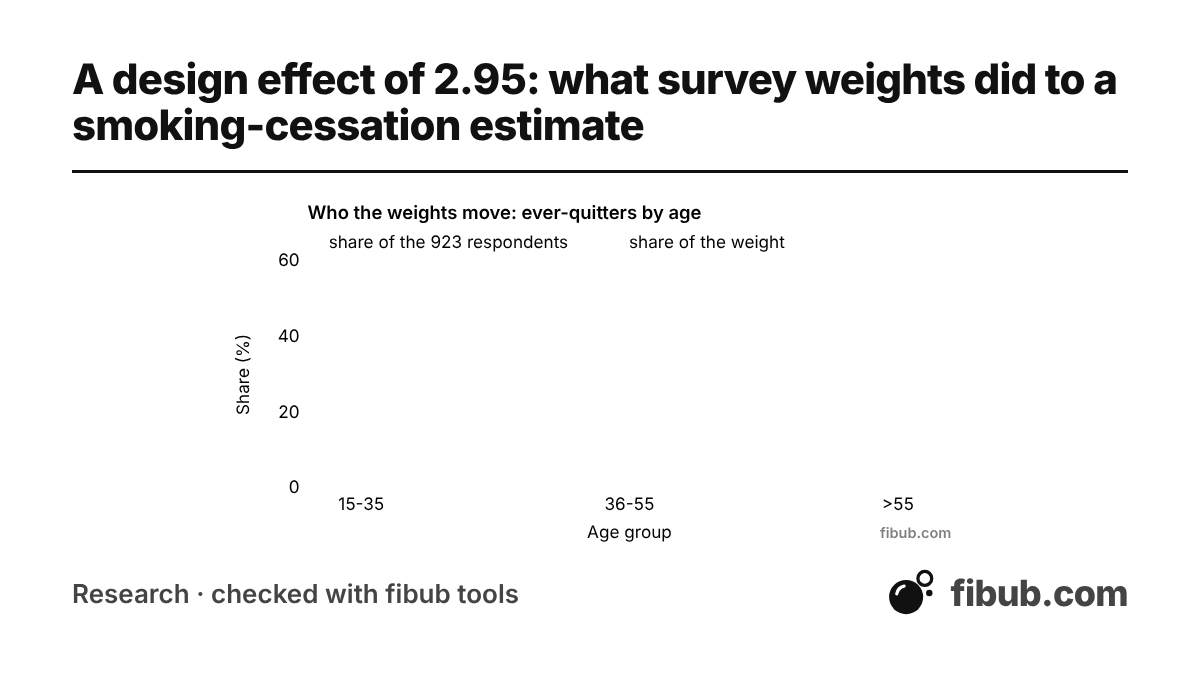 A design effect of 2.95: what survey weights did to a
smoking-cessation estimate
Who the weights move: ever-quitters by age
share of the 923 respondents share of the weight
60
40
20
0
Share (%)
15-35 36-55 >55
Age group
fibub.com
Research · checked with fibub tools
fibub.com